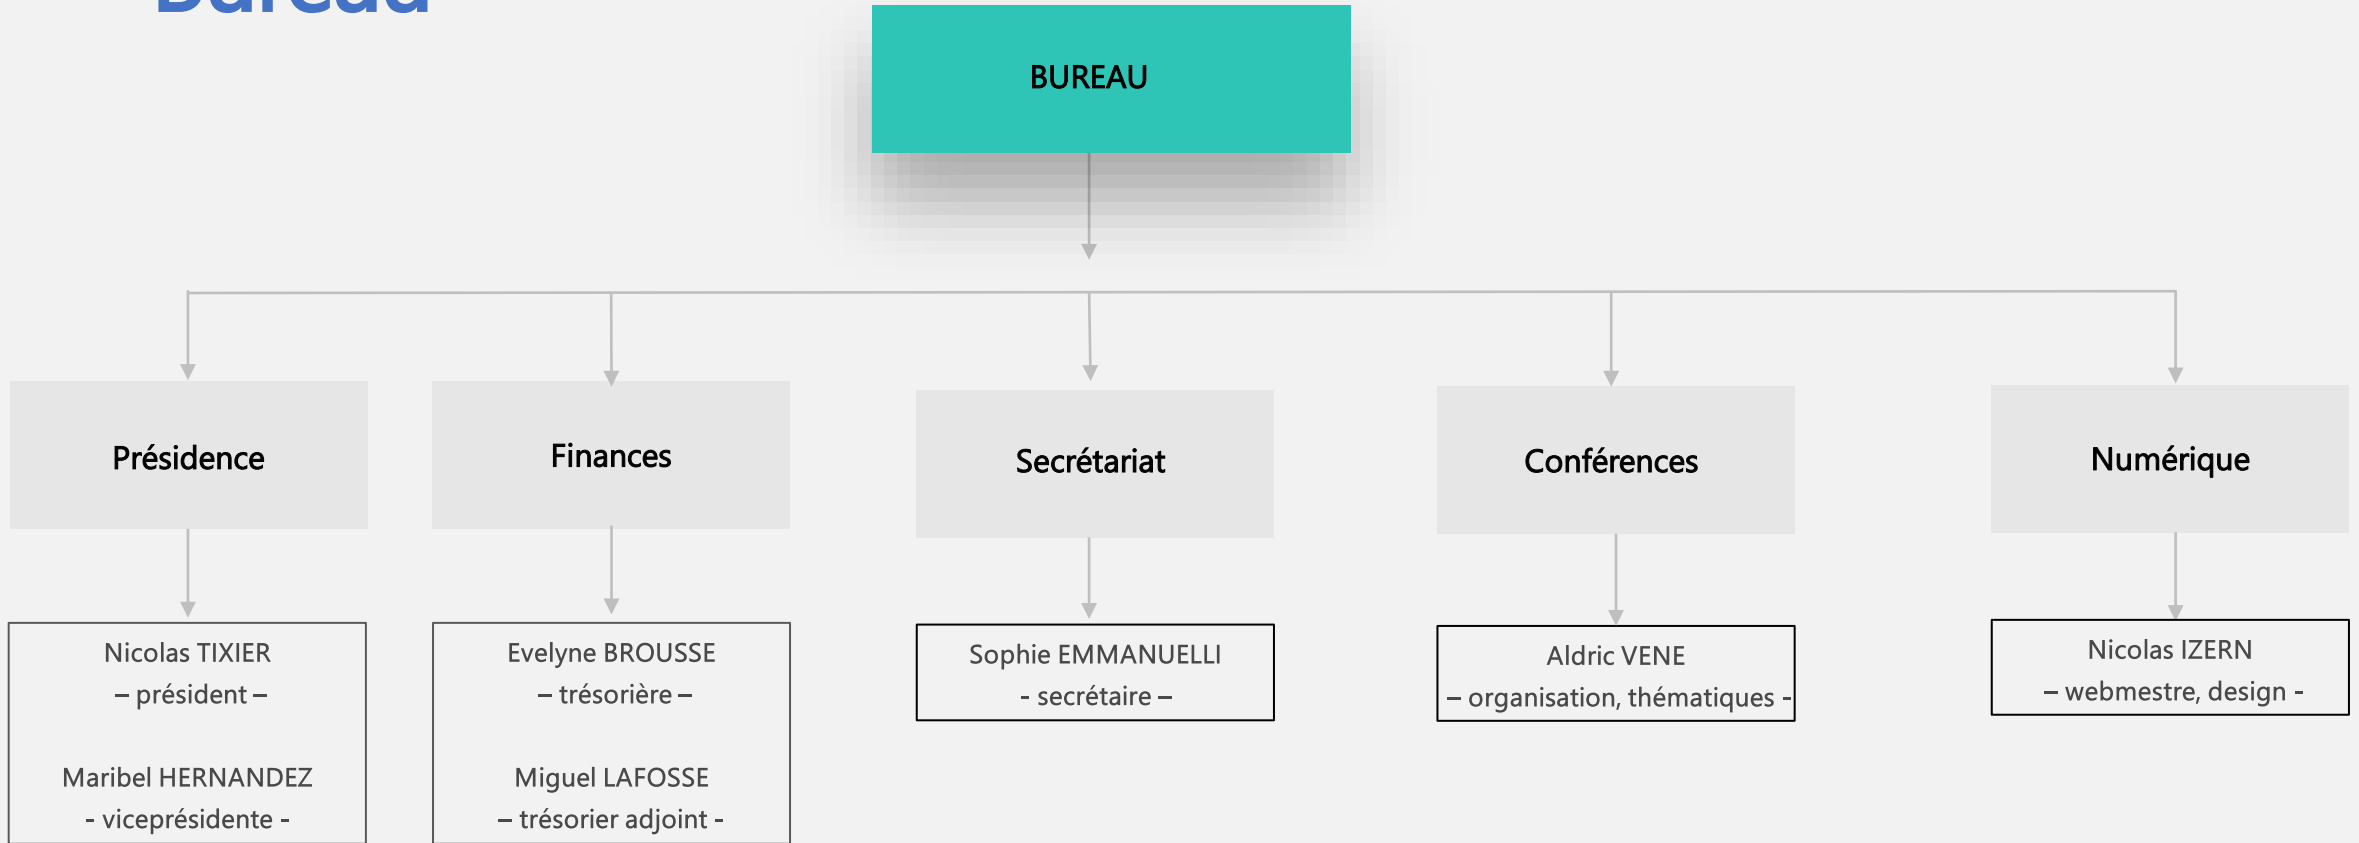 Bureau
BUREAU
Présidence
Finances
Secrétariat
Conférences
Numérique
Nicolas TIXIER
– président –
Maribel HERNANDEZ
- viceprésidente -
Evelyne BROUSSE
– trésorière –
Miguel LAFOSSE
– trésorier adjoint -
Sophie EMMANUELLI
- secrétaire –
Aldric VENE
– organisation, thématiques -
Nicolas IZERN
– webmestre, design -